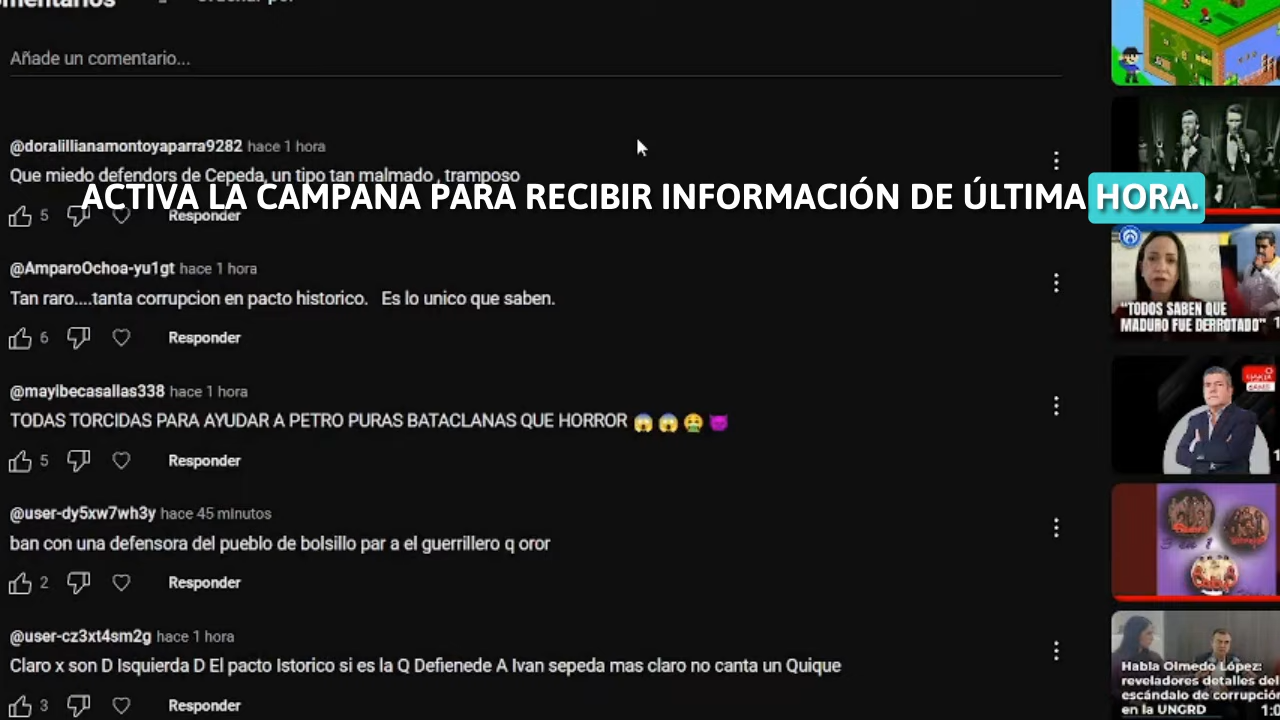 Comentarios
Ordenar por
Añade un comentario...
@doralillianamontoyaparra9282 hace 1 hora
Que miedo defendors de Cepeda, un tipo tan malmado , tramposo
ACTIVA LA CAMPANA PARA RECIBIR INFORMACIÓN DE ÚLTIMA HORA.
5 Responder
@AmparoOchoa-yu1gt hace 1 hora
Tan raro....tanta corrupcion en pacto historico. Es lo unico que saben.
6 Responder
"TODOS SABEN QUE
MADURO FUE DERROTADO"
@mayibecasallas338 hace 1 hora
TODAS TORCIDAS PARA AYUDAR A PETRO PURAS BATACLANAS QUE HORROR 😱😱🤮😈
5 Responder
@user-dy5xw7wh3y hace 45 minutos
ban con una defensora del pueblo de bolsillo par a el guerrillero q oror
2 Responder
@user-cz3xt4sm2g hace 1 hora
Claro x son D Isquierda D El pacto Istorico si es la Q Defienede A Ivan sepeda mas claro no canta un Quique
3 Responder
Habla Olmedo López:
reveladores detalles del
escándalo de corrupción
en la UNGRD